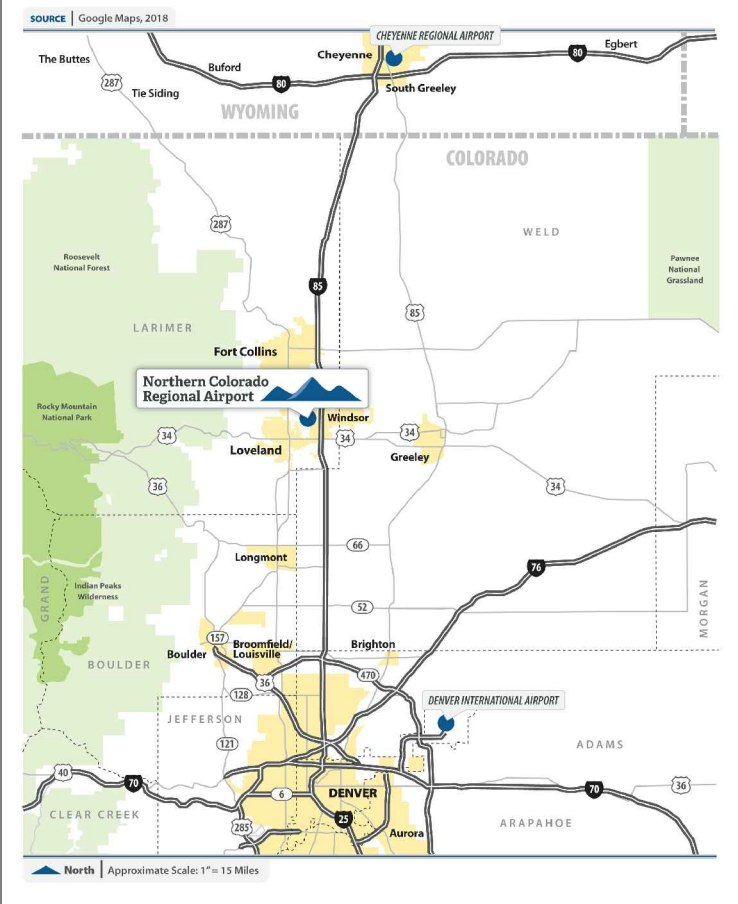 SOURCE | Google Maps, 2018
CHEYENNE REGIONAL AIRPORT
Egbert
The Buttes
Cheyenne
80
Buford
287
80
Tie Siding
South Greeley
WYOMING
COLORADO
287
WELD
Roosevelt
National Forest
Pawnee
National
Grassland
85
85
LARIMER
Fort Collins
Northern Colorado
Regional Airport
Rocky Mountain
National Park
Windsor
34
34
34
Loveland
Greeley
36
34
66
Longmont
76
Indian Peaks
Wilderness
GRAND
MORGAN
52
157
Broomfield/
Louisville
Brighton
Boulder
BOULDER
470
36
128
DENVER INTERNATIONAL AIRPORT
JEFFERSON
121
ADAMS
40
70
36
70
6
DENVER
CLEAR CREEK
25
285
Aurora
ARAPAHOE
North | Approximate Scale: 1" = 15 Miles